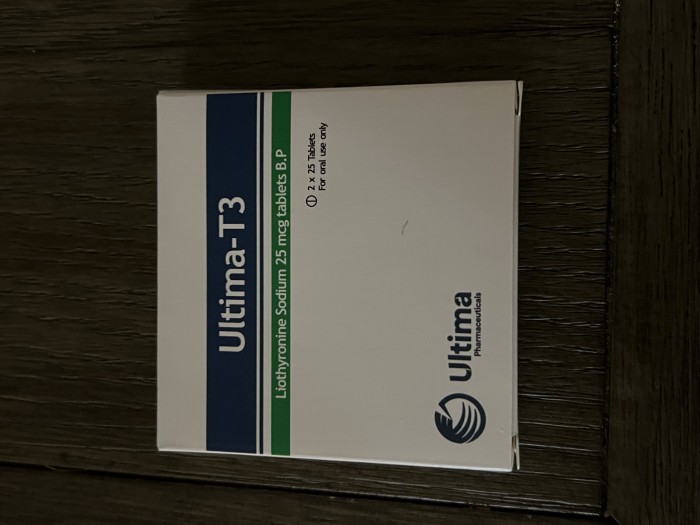 Ultima-T3
Liothyronine Sodium 25 mcg tablets B.P
2 x 25 Tablets
For oral use only
Ultima
Pharmaceuticals